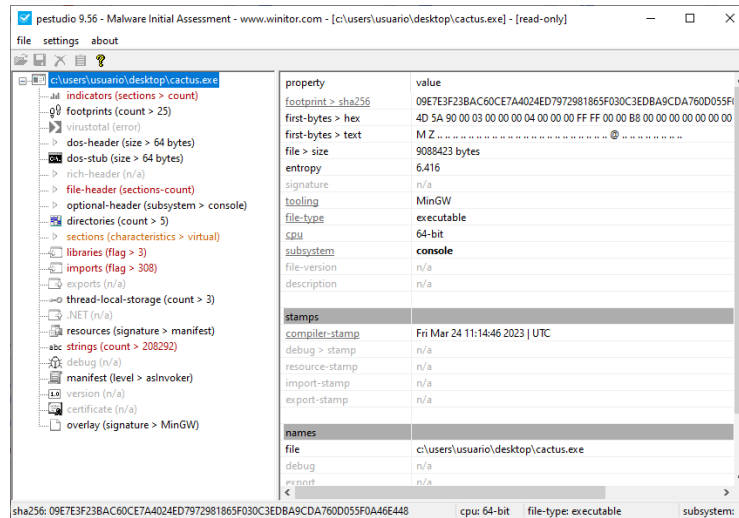 pestudio 9.56 - Malware Initial Assessment - www.winitor.com - [c:\users\usuario\desktop\cactus.exe] - [read-only]
file settings about
c:\users\usuario\desktop\cactus.exe
indicators (sections > count)
footprints (count > 25)
virustotal (error)
dos-header (size > 64 bytes)
dos-stub (size > 64 bytes)
rich-header (n/a)
file-header (sections-count)
optional-header (subsystem > console)
directories (count > 5)
sections (characteristics > virtual)
libraries (flag > 3)
imports (flag > 308)
exports (n/a)
thread-local-storage (count > 3)
.NET (n/a)
resources (signature > manifest)
abc strings (count > 208292)
debug (n/a)
manifest (level > asInvoker)
1.0 version (n/a)
certificate (n/a)
overlay (signature > MinGW)
property value
footprint > sha256 09E7E3F23BAC60CE7A4024ED7972981865F030C3EDBA9CDA760D055F
first-bytes > hex 4D 5A 90 00 03 00 00 00 04 00 00 00 FF FF 00 00 B8 00 00 00 00 00 00 00
first-bytes > text M Z .. .. .. .. .. .. .. .. .. .. .. .. .. .. .. .. .. .. .. .. @ .. .. .. .. .. .. ..
file > size 9088423 bytes
entropy 6.416
signature n/a
tooling MinGW
file-type executable
cpu 64-bit
subsystem console
file-version n/a
description n/a
stamps
compiler-stamp Fri Mar 24 11:14:46 2023 | UTC
debug > stamp n/a
resource-stamp n/a
import-stamp n/a
export-stamp n/a
names
file c:\users\usuario\desktop\cactus.exe
debug n/a
export n/a
sha256: 09E7E3F23BAC60CE7A4024ED7972981865F030C3EDBA9CDA760D055F0A46E448 cpu: 64-bit file-type: executable subsystem: